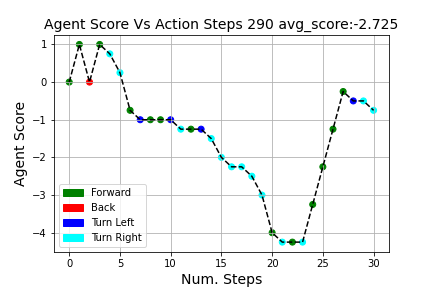 Agent Score Vs Action Steps 290 avg_score:-2.725
1
0
−1
−2
−3
−4
Agent Score
Forward
Back
Turn Left
Turn Right
0 5 10 15 20 25 30
Num. Steps